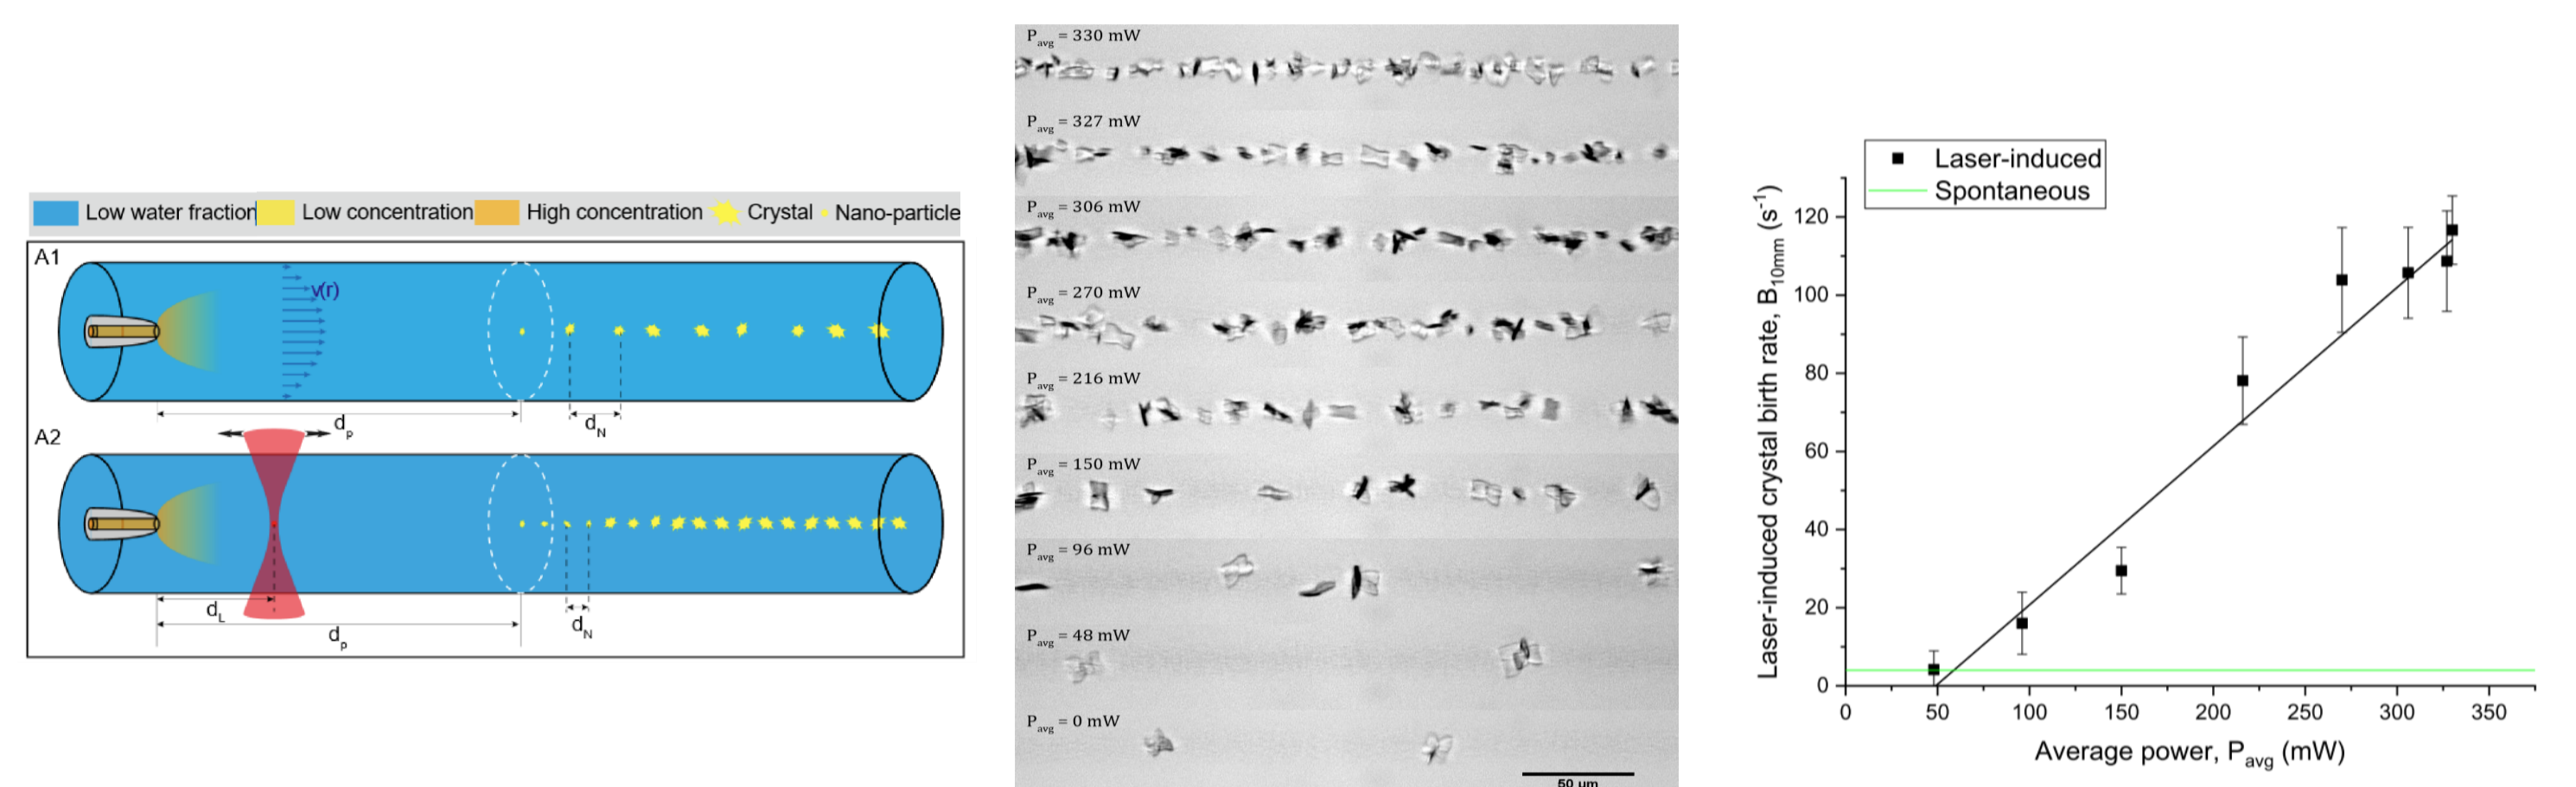 Low water fraction Low concentration High concentration Crystal Nano-particle
A1
v(r)
dp
dN
A2
dL
dN
dp
Pavg = 330 mW
Pavg = 327 mW
Pavg = 306 mW
Pavg = 270 mW
Pavg = 216 mW
Pavg = 150 mW
Pavg = 96 mW
Pavg = 48 mW
Pavg = 0 mW
50 µm
Laser-induced
Spontaneous
Laser-induced crystal birth rate, B10mm (s-1)
120
100
80
60
40
20
0
0 50 100 150 200 250 300 350
Average power, Pavg (mW)